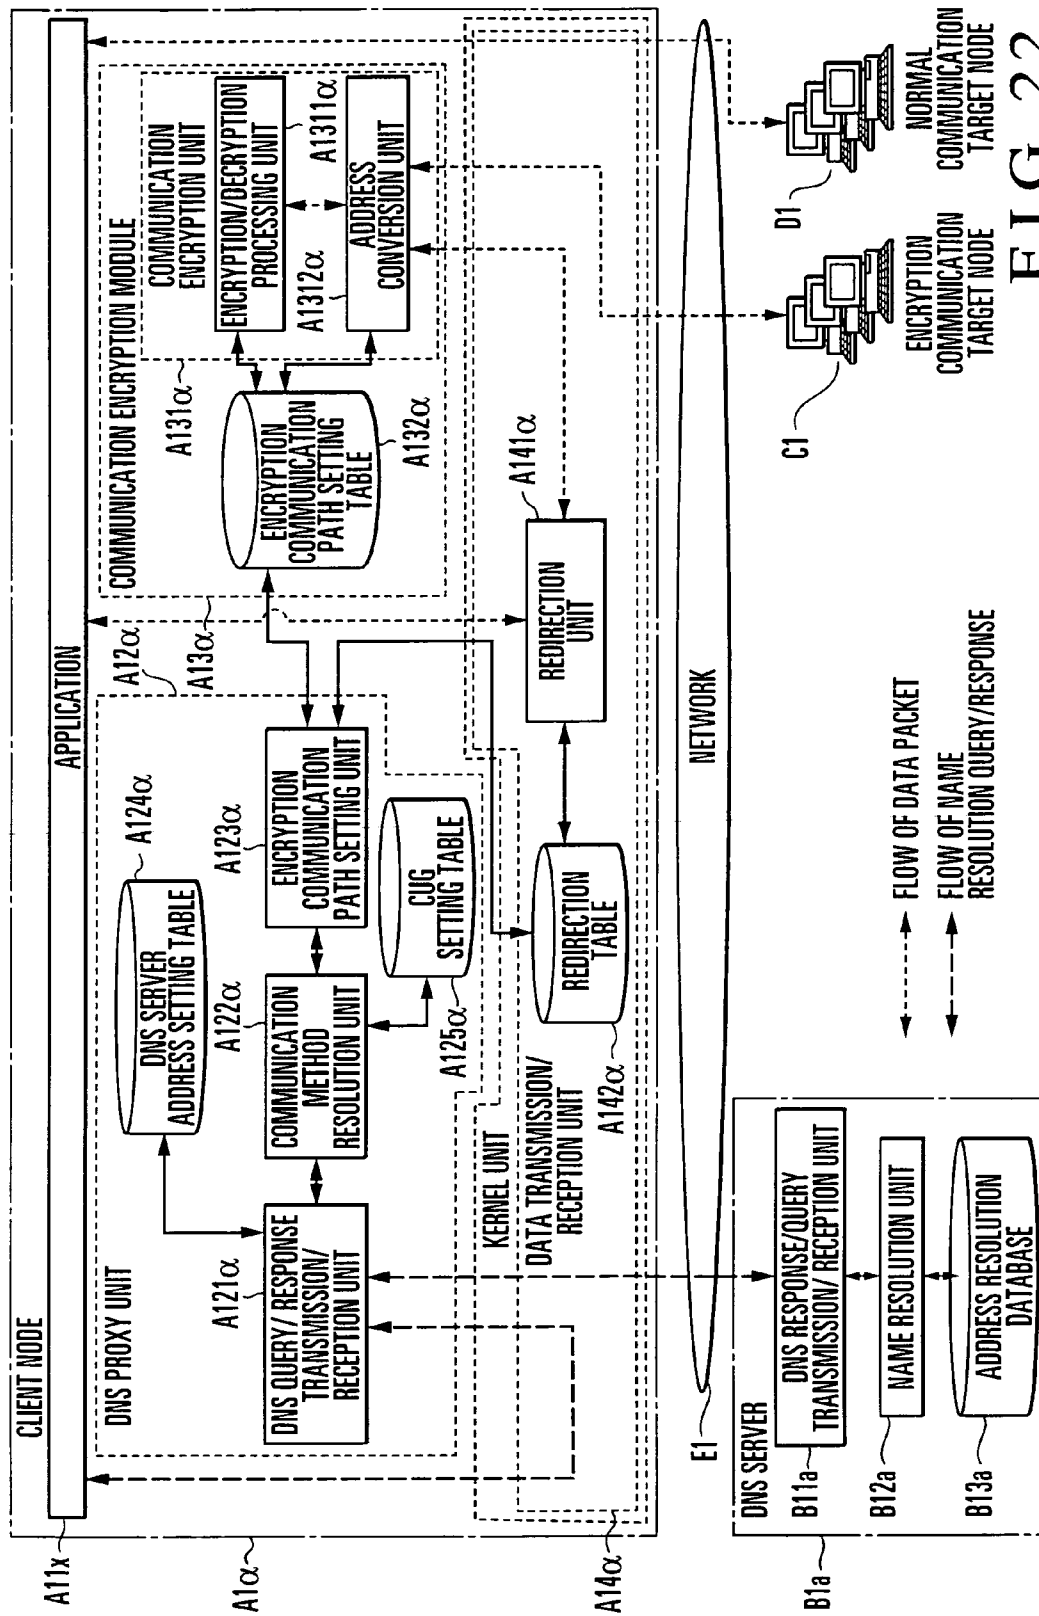 CLIENT NODE
A11x
APPLICATION
A1α
DNS PROXY UNIT
A12α
DNS SERVER
ADDRESS SETTING TABLE
A124α
A121α
DNS QUERY/ RESPONSE
TRANSMISSION/
RECEPTION UNIT
A122α
COMMUNICATION
METHOD
RESOLUTION UNIT
A123α
ENCRYPTION
COMMUNICATION
PATH SETTING UNIT
CUG
SETTING TABLE
A125α
A13α
COMMUNICATION ENCRYPTION MODULE
A131α
COMMUNICATION
ENCRYPTION UNIT
ENCRYPTION/DECRYPTION
PROCESSING UNIT
A1311α
A1312α
ADDRESS
CONVERSION UNIT
ENCRYPTION
COMMUNICATION
PATH SETTING
TABLE
A132α
KERNEL UNIT
DATA TRANSMISSION/
RECEPTION UNIT
A14α
REDIRECTION
TABLE
A142α
REDIRECTION
UNIT
A141α
NETWORK
E1
DNS SERVER
B1a
B11a
DNS RESPONSE/QUERY
TRANSMISSION/ RECEPTION UNIT
B12a
NAME RESOLUTION UNIT
B13a
ADDRESS RESOLUTION
DATABASE
FLOW OF DATA PACKET
FLOW OF NAME
RESOLUTION QUERY/RESPONSE
C1
ENCRYPTION
COMMUNICATION
TARGET NODE
D1
NORMAL
COMMUNICATION
TARGET NODE
FIG. 22